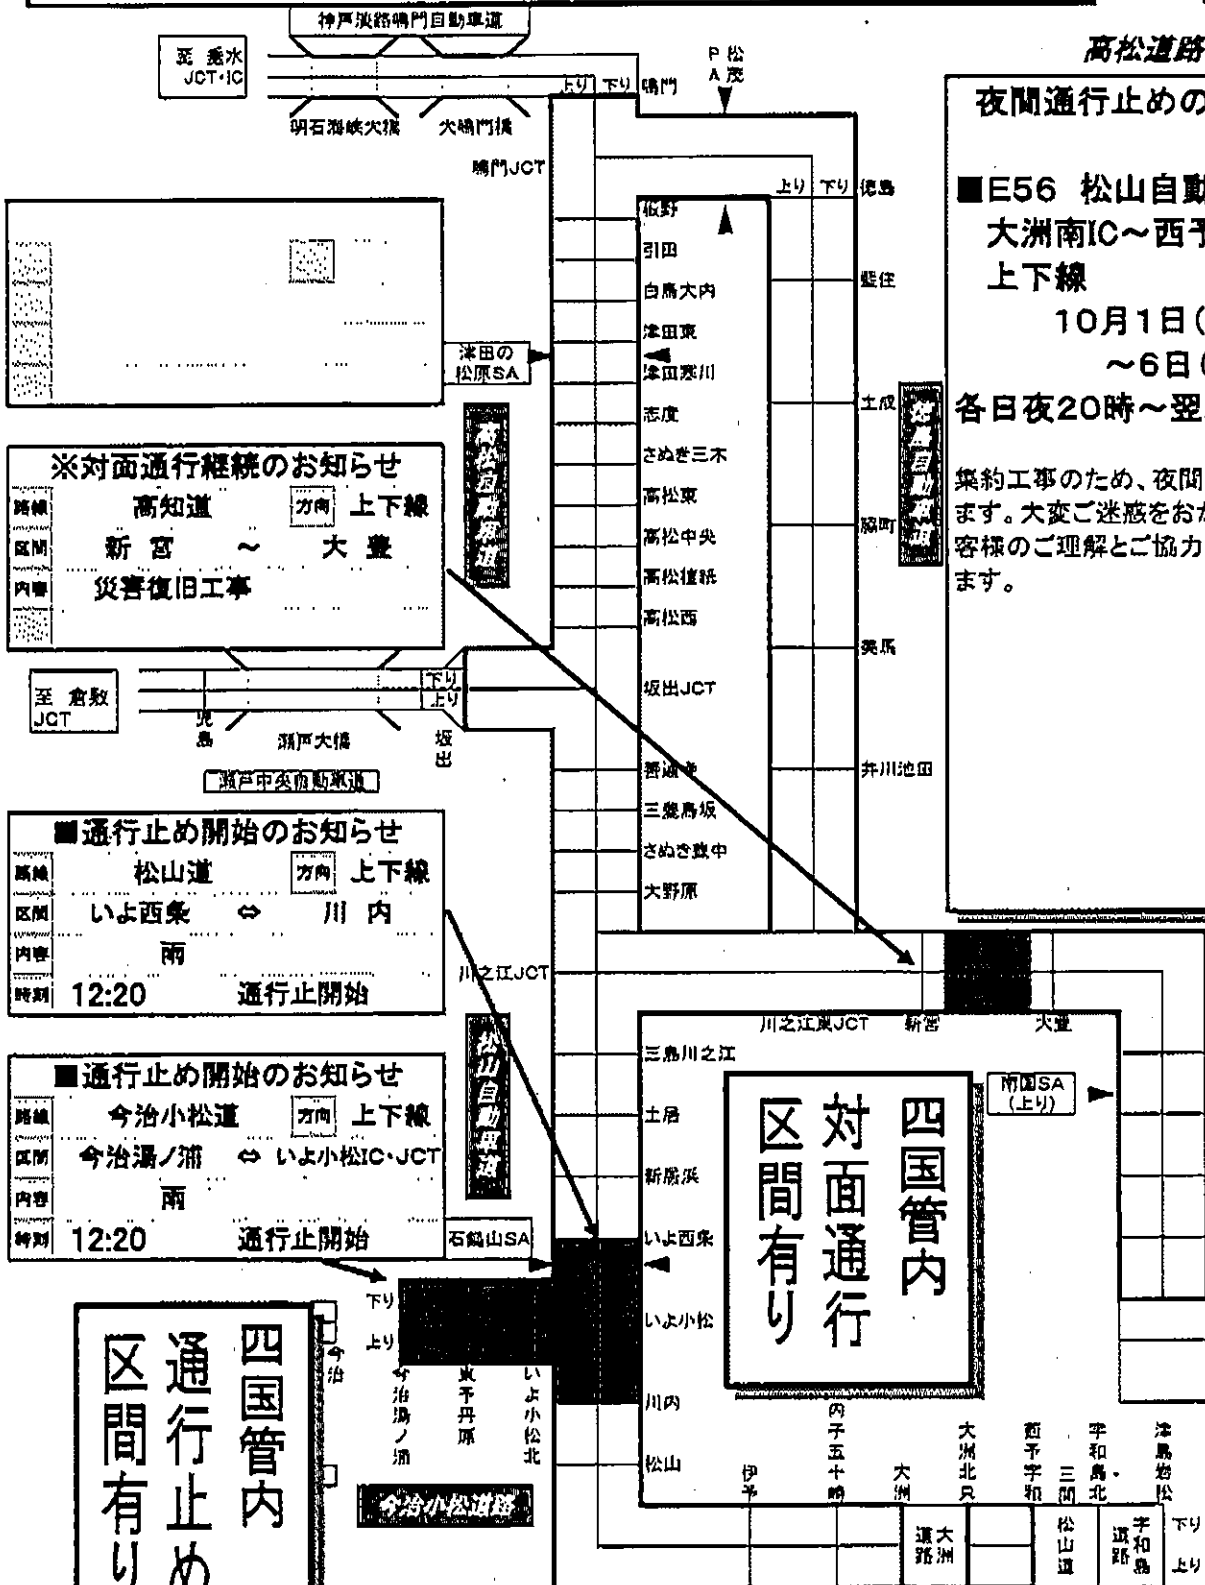 神戸淡路鳴門自動車道
至 垂水
JCT・IC
明石海峡大橋
大鳴門橋
上り
下り
鳴門
松茂
PA
鳴門JCT
高松道路
夜間通行止めの
■E56 松山自動
大洲南IC～西予
上下線
10月1日(
～6日(
各日夜20時～翌
集約工事のため、夜間
ます。大変ご迷惑をおか
客様のご理解とご協力
ます。
上り
下り
徳島
藍住
土成
脇町
美馬
井川池田
徳島自動車道
板野
引田
白鳥大内
津田東
津田寒川
志度
さぬき三木
高松東
高松中央
高松檀紙
高松西
坂出JCT
善通寺
三豊鳥坂
さぬき豊中
大野原
津田の
松原SA
高松自動車道
※対面通行継続のお知らせ
路線 高知道 方向 上下線
区間 新宮 ～ 大豊
内容 災害復旧工事
至 倉敷
JCT
児島
瀬戸大橋
坂出
下り
上り
瀬戸中央自動車道
■通行止め開始のお知らせ
路線 松山道 方向 上下線
区間 いよ西条 ⇔ 川内
内容 雨
時刻 12:20 通行止開始
川之江JCT
川之江東JCT
新宮
大豊
松山自動車道
三島川之江
土居
新居浜
いよ西条
いよ小松
川内
松山
南国SA
(上り)
四国管内
対面通行
区間有り
■通行止め開始のお知らせ
路線 今治小松道 方向 上下線
区間 今治湯ノ浦 ⇔ いよ小松IC・JCT
内容 雨
時刻 12:20 通行止開始
石鎚山SA
下り
上り
今治
今治湯ノ浦
東予丹原
いよ小松北
今治小松道路
四国管内
通行止め
区間有り
伊予
内子五十崎
大洲
大洲北只
西予宇和
三間
宇和島北
津島岩松
大洲
道路
松山道
宇和島
道路
下り
上り